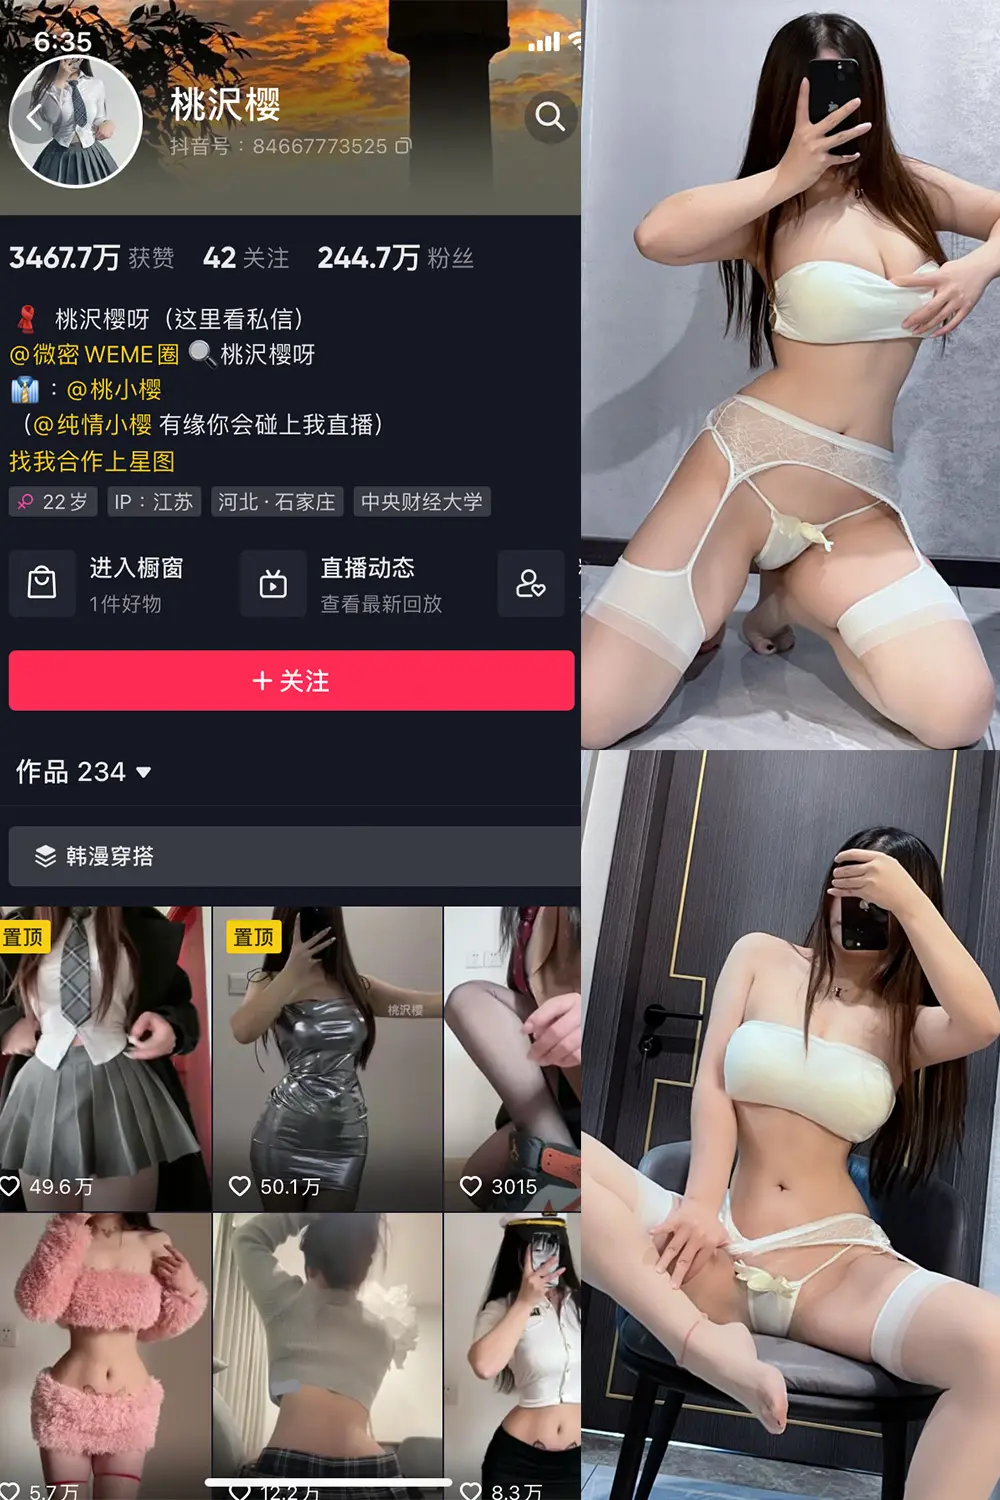 6:35
桃沢樱
抖音号：84667773525
3467.7万 获赞 42 关注 244.7万 粉丝
桃沢樱呀（这里看私信）
@微密 WEME圈 🔍桃沢樱呀
👔：@桃小樱
（@纯情小樱 有缘你会碰上我直播）
找我合作上星图
22岁 IP：江苏 河北·石家庄 中央财经大学
进入橱窗
1件好物
直播动态
查看最新回放
+ 关注
作品 234
韩漫穿搭
置顶
置顶
桃沢樱
49.6万
50.1万
3015
5.7万
12.2万
8.3万